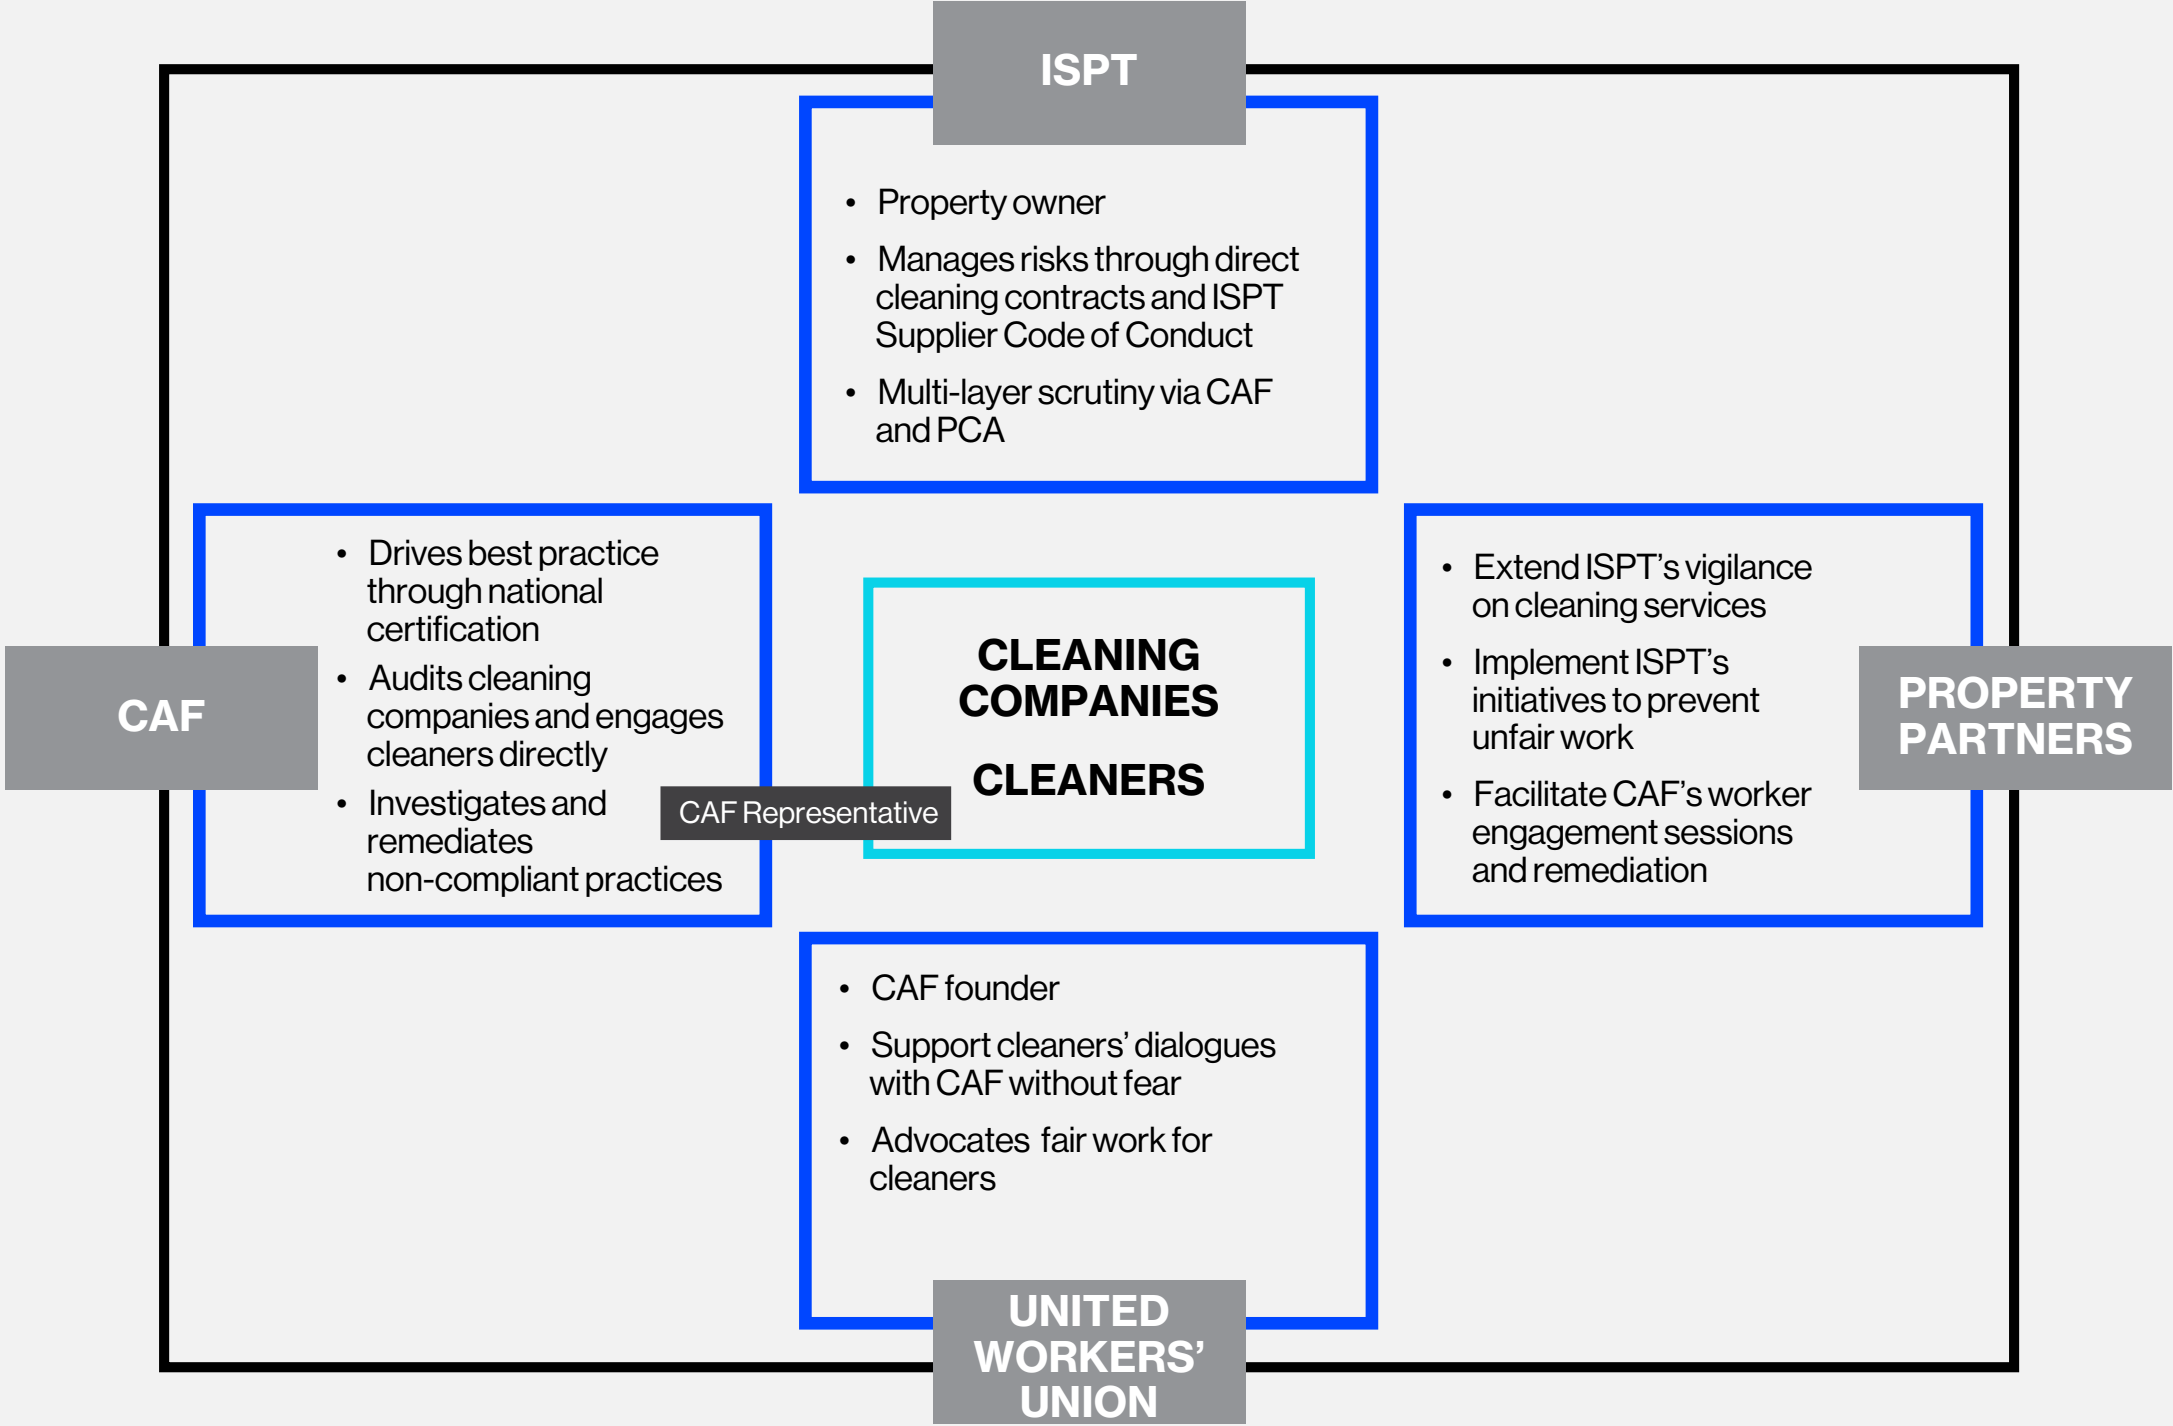 ISPT
• Property owner
• Manages risks through direct
cleaning contracts and ISPT
Supplier Code of Conduct
• Multi-layer scrutiny via CAF
and PCA
CAF
• Drives best practice
through national
certification
• Audits cleaning
companies and engages
cleaners directly
• Investigates and
remediates
non-compliant practices
CAF Representative
CLEANING
COMPANIES
CLEANERS
• Extend ISPT’s vigilance
on cleaning services
• Implement ISPT’s
initiatives to prevent
unfair work
• Facilitate CAF’s worker
engagement sessions
and remediation
PROPERTY
PARTNERS
• CAF founder
• Support cleaners’ dialogues
with CAF without fear
• Advocates fair work for
cleaners
UNITED
WORKERS’
UNION